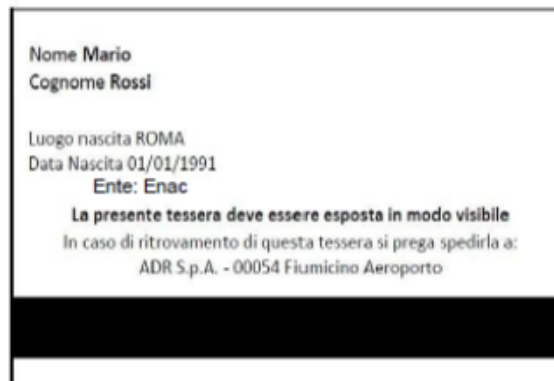 Nome Mario
Cognome Rossi
Luogo nascita ROMA
Data Nascita 01/01/1991
Ente: Enac
La presente tessera deve essere esposta in modo visibile
In caso di ritrovamento di questa tessera si prega spedirla a:
ADR S.p.A. - 00054 Fiumicino Aeroporto